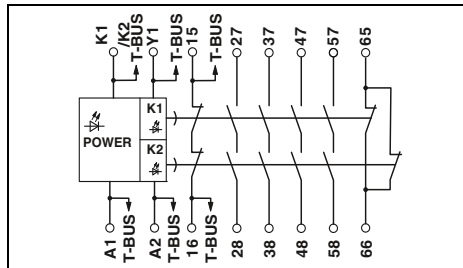 K1
/K2
T-BUS
Y1
T-BUS
15
T-BUS
27
37
47
57
65
K1
POWER
K2
A1
T-BUS
A2
T-BUS
16
T-BUS
28
38
48
58
66